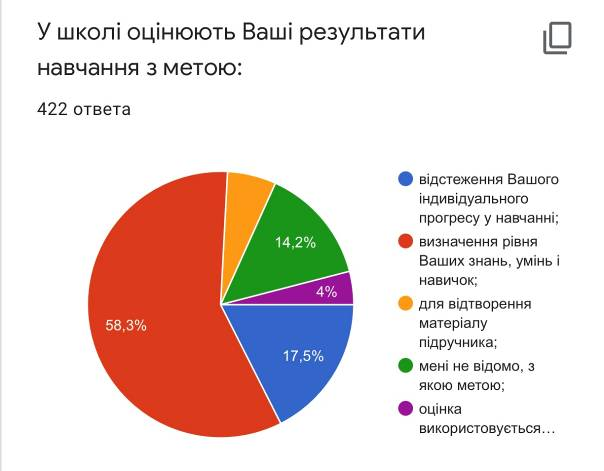 У школі оцінюють Ваші результати
навчання з метою:
422 ответа
14,2%
4%
58,3%
17,5%
відстеження Вашого
індивідуального
прогресу у навчанні;
визначення рівня
Ваших знань, умінь і
навичок;
для відтворення
матеріалу
підручника;
мені не відомо, з
якою метою;
оцінка
використовується…